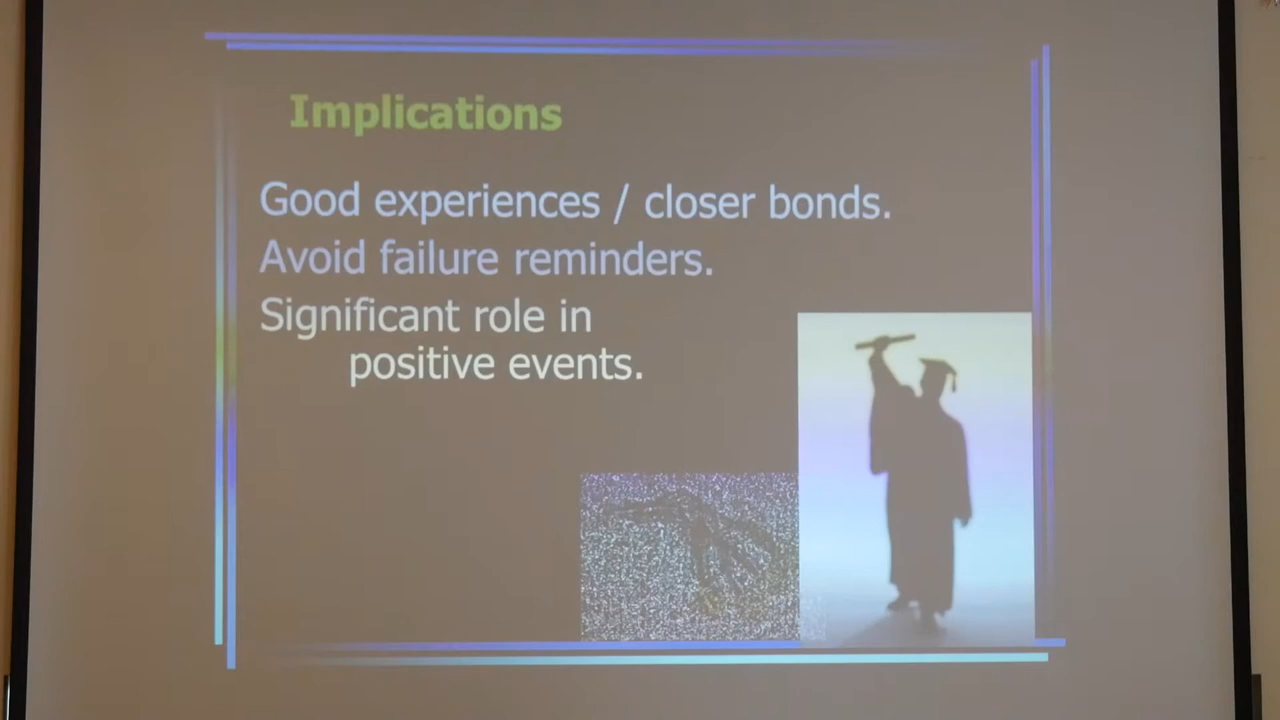 Implications
Good experiences / closer bonds.
Avoid failure reminders.
Significant role in
positive events.